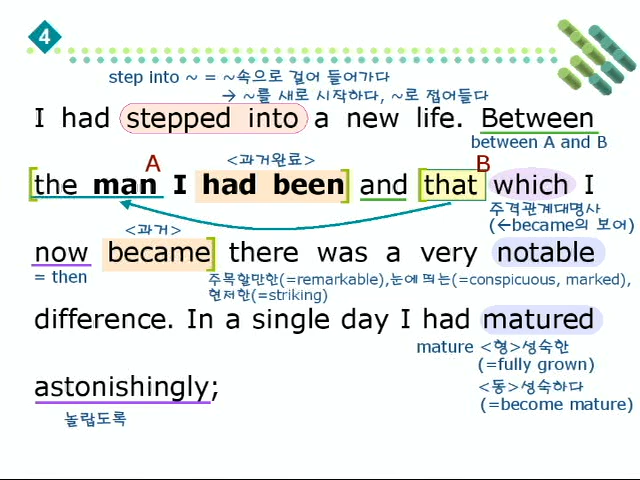 4
step into ~ = ~속으로 걸어 들어가다
→ ~를 새로 시작하다, ~로 접어들다
I had stepped into a new life. Between
between A and B
A <과거완료> B
[the man I had been] and [that which I
주격관계대명사
(←became의 보어)
<과거>
now became] there was a very notable
= then
주목할만한(=remarkable),눈에 띄는(=conspicuous, marked),
현저한(=striking)
difference. In a single day I had matured
mature <형>성숙한
(=fully grown)
astonishingly;
<동>성숙하다
(=become mature)
놀랍도록